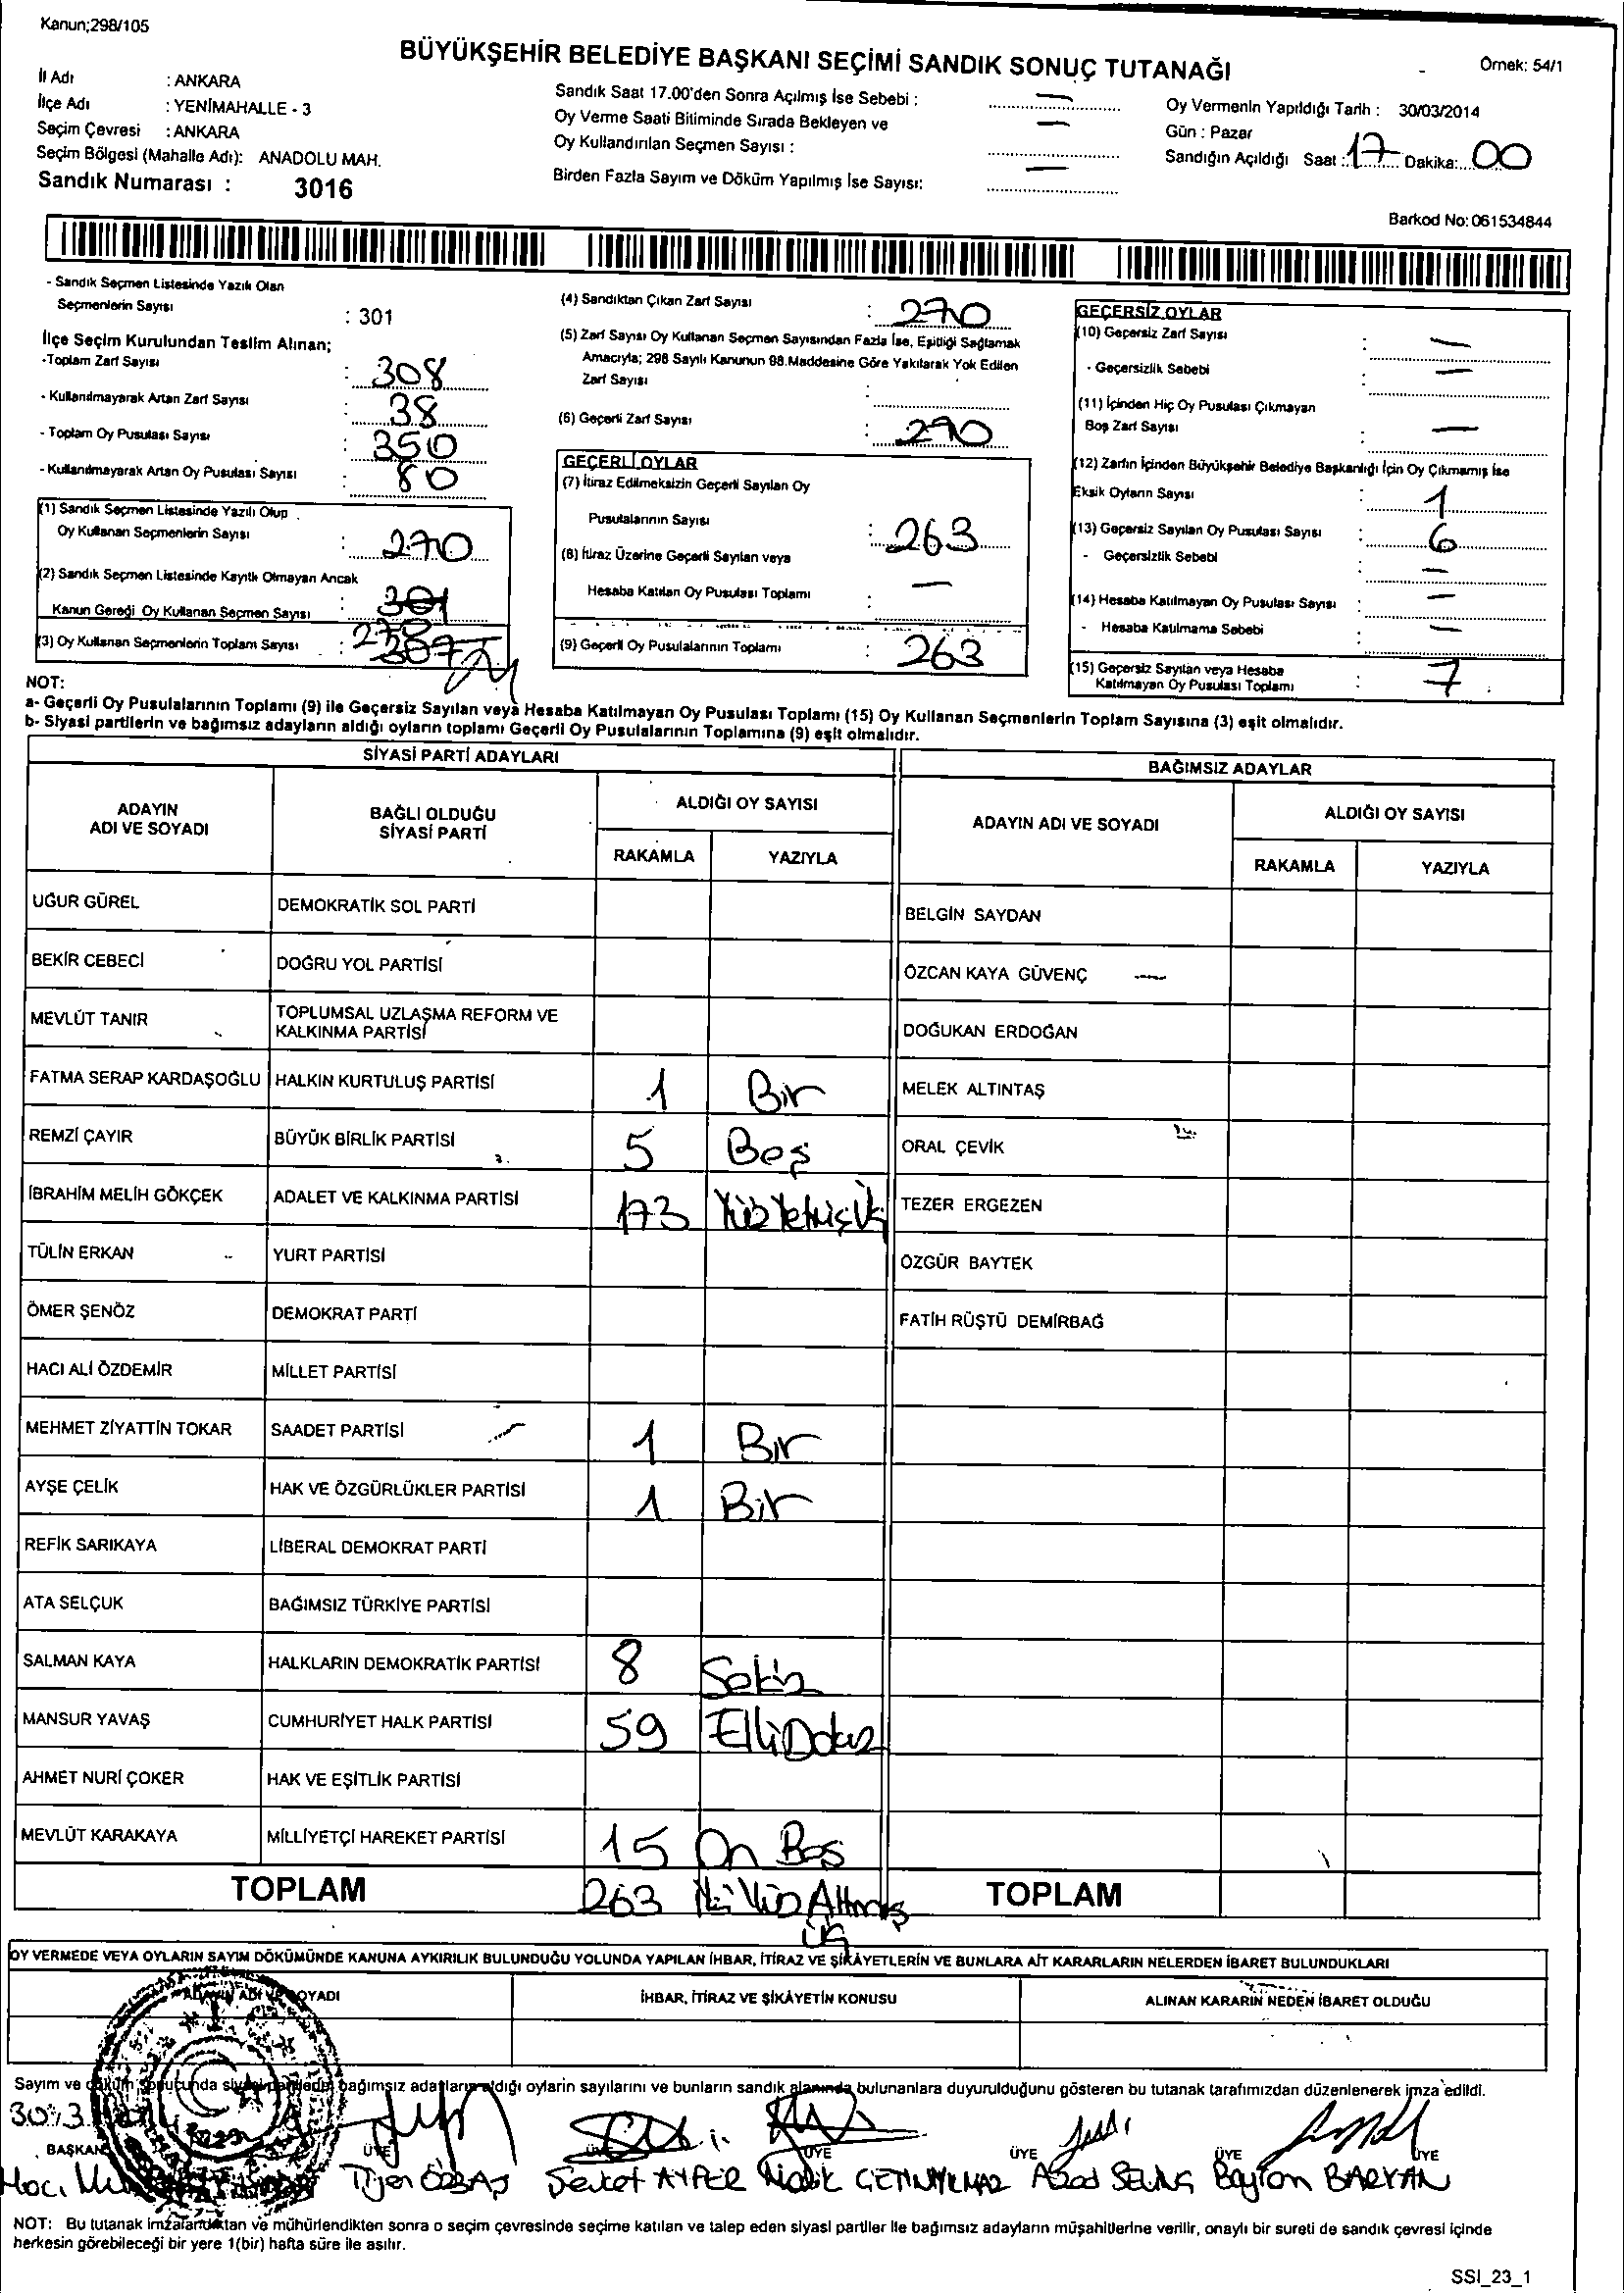 Kanun;298/105
BÜYÜKŞEHİR BELEDİYE BAŞKANI SEÇİMİ SANDIK SONUÇ TUTANAĞI
Örnek: 54/1
İl Adı : ANKARA
İlçe Adı : YENİMAHALLE - 3
Seçim Çevresi : ANKARA
Seçim Bölgesi (Mahalle Adı): ANADOLU MAH.
Sandık Numarası : 3016
Sandık Saat 17.00'den Sonra Açılmış İse Sebebi : —
Oy Verme Saati Bitiminde Sırada Bekleyen ve
Oy Kullandırılan Seçmen Sayısı : —
Birden Fazla Sayım ve Döküm Yapılmış İse Sayısı: —
Oy Vermenin Yapıldığı Tarih : 30/03/2014
Gün : Pazar
Sandığın Açıldığı Saat : 17 Dakika: 00
Barkod No: 061534844
- Sandık Seçmen Listesinde Yazılı Olan
Seçmenlerin Sayısı : 301
İlçe Seçim Kurulundan Teslim Alınan;
-Toplam Zarf Sayısı : 308
- Kullanılmayarak Artan Zarf Sayısı : 38
- Toplam Oy Pusulası Sayısı : 350
- Kullanılmayarak Artan Oy Pusulası Sayısı : 80
(1) Sandık Seçmen Listesinde Yazılı Olup
Oy Kullanan Seçmenlerin Sayısı : 270
(2) Sandık Seçmen Listesinde Kayıtlı Olmayan Ancak
Kanun Gereği Oy Kullanan Seçmen Sayısı : 301
(3) Oy Kullanan Seçmenlerin Toplam Sayısı :
(4) Sandıktan Çıkan Zarf Sayısı : 270
(5) Zarf Sayısı Oy Kullanan Seçmen Sayısından Fazla İse, Eşitliği Sağlamak
Amacıyla; 298 Sayılı Kanunun 98.Maddesine Göre Yakılarak Yok Edilen
Zarf Sayısı :
(6) Geçerli Zarf Sayısı : 270
GEÇERLİ OYLAR
(7) İtiraz Edilmeksizin Geçerli Sayılan Oy
Pusulalarının Sayısı : 263
(8) İtiraz Üzerine Geçerli Sayılan veya
Hesaba Katılan Oy Pusulası Toplamı : —
(9) Geçerli Oy Pusulalarının Toplamı : 263
GEÇERSİZ OYLAR
(10) Geçersiz Zarf Sayısı : —
- Geçersizlik Sebebi : —
(11) İçinden Hiç Oy Pusulası Çıkmayan
Boş Zarf Sayısı : —
(12) Zarfın İçinden Büyükşehir Belediye Başkanlığı İçin Oy Çıkmamış İse
Eksik Oyların Sayısı : 1
(13) Geçersiz Sayılan Oy Pusulası Sayısı : 6
- Geçersizlik Sebebi : —
(14) Hesaba Katılmayan Oy Pusulası Sayısı : —
- Hesaba Katılmama Sebebi : —
(15) Geçersiz Sayılan veya Hesaba
Katılmayan Oy Pusulası Toplamı : 7
NOT:
a- Geçerli Oy Pusulalarının Toplamı (9) ile Geçersiz Sayılan veya Hesaba Katılmayan Oy Pusulası Toplamı (15) Oy Kullanan Seçmenlerin Toplam Sayısına (3) eşit olmalıdır.
b- Siyasi partilerin ve bağımsız adayların aldığı oyların toplamı Geçerli Oy Pusulalarının Toplamına (9) eşit olmalıdır.
SİYASİ PARTİ ADAYLARI
ADAYIN ADI VE SOYADI BAĞLI OLDUĞU SİYASİ PARTİ ALDIĞI OY SAYISI
RAKAMLA YAZIYLA
UĞUR GÜREL DEMOKRATİK SOL PARTİ
BEKİR CEBECİ DOĞRU YOL PARTİSİ
MEVLÜT TANIR TOPLUMSAL UZLAŞMA REFORM VE
KALKINMA PARTİSİ
FATMA SERAP KARDAŞOĞLU HALKIN KURTULUŞ PARTİSİ 1 Bir
REMZİ ÇAYIR BÜYÜK BİRLİK PARTİSİ 5 Beş
İBRAHİM MELİH GÖKÇEK ADALET VE KALKINMA PARTİSİ 173 YüzYetmişÜç
TÜLİN ERKAN YURT PARTİSİ
ÖMER ŞENÖZ DEMOKRAT PARTİ
HACI ALİ ÖZDEMİR MİLLET PARTİSİ
MEHMET ZİYATTİN TOKAR SAADET PARTİSİ 1 Bir
AYŞE ÇELİK HAK VE ÖZGÜRLÜKLER PARTİSİ 1 Bir
REFİK SARIKAYA LİBERAL DEMOKRAT PARTİ
ATA SELÇUK BAĞIMSIZ TÜRKİYE PARTİSİ
SALMAN KAYA HALKLARIN DEMOKRATİK PARTİSİ 8 Sekiz
MANSUR YAVAŞ CUMHURİYET HALK PARTİSİ 59 ElliDokuz
AHMET NURİ ÇOKER HAK VE EŞİTLİK PARTİSİ
MEVLÜT KARAKAYA MİLLİYETÇİ HAREKET PARTİSİ 15 On Beş
TOPLAM 263 İki Yüz Altmış
Üç
BAĞIMSIZ ADAYLAR
ADAYIN ADI VE SOYADI ALDIĞI OY SAYISI
RAKAMLA YAZIYLA
BELGİN SAYDAN
ÖZCAN KAYA GÜVENÇ
DOĞUKAN ERDOĞAN
MELEK ALTINTAŞ
ORAL ÇEVİK
TEZER ERGEZEN
ÖZGÜR BAYTEK
FATİH RÜŞTÜ DEMİRBAĞ
TOPLAM
OY VERMEDE VEYA OYLARIN SAYIM DÖKÜMÜNDE KANUNA AYKIRILIK BULUNDUĞU YOLUNDA YAPILAN İHBAR, İTİRAZ VE ŞİKÂYETLERİN VE BUNLARA AİT KARARLARIN NELERDEN İBARET BULUNDUKLARI
ADAYIN ADI VE SOYADI İHBAR, İTİRAZ VE ŞİKÂYETİN KONUSU ALINAN KARARIN NEDEN İBARET OLDUĞU
Sayım ve döküm sonucunda siyasi partilerin bağımsız adayların aldığı oyların sayılarını ve bunların sandık alanında bulunanlara duyurulduğunu gösteren bu tutanak tarafımızdan düzenlenerek imza edildi.
BAŞKAN ÜYE ÜYE ÜYE ÜYE ÜYE ÜYE
Bayram
NOT: Bu tutanak imzalandıktan ve mühürlendikten sonra o seçim çevresinde seçime katılan ve talep eden siyasi partiler ile bağımsız adayların müşahitlerine verilir, onaylı bir sureti de sandık çevresi içinde
herkesin görebileceği bir yere 1(bir) hafta süre ile asılır.
SSI_23_1